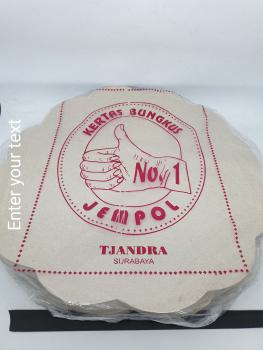 KERTAS BUNGKUS
No. 1
JEMPOL
TJANDRA
SURABAYA
Enter your text